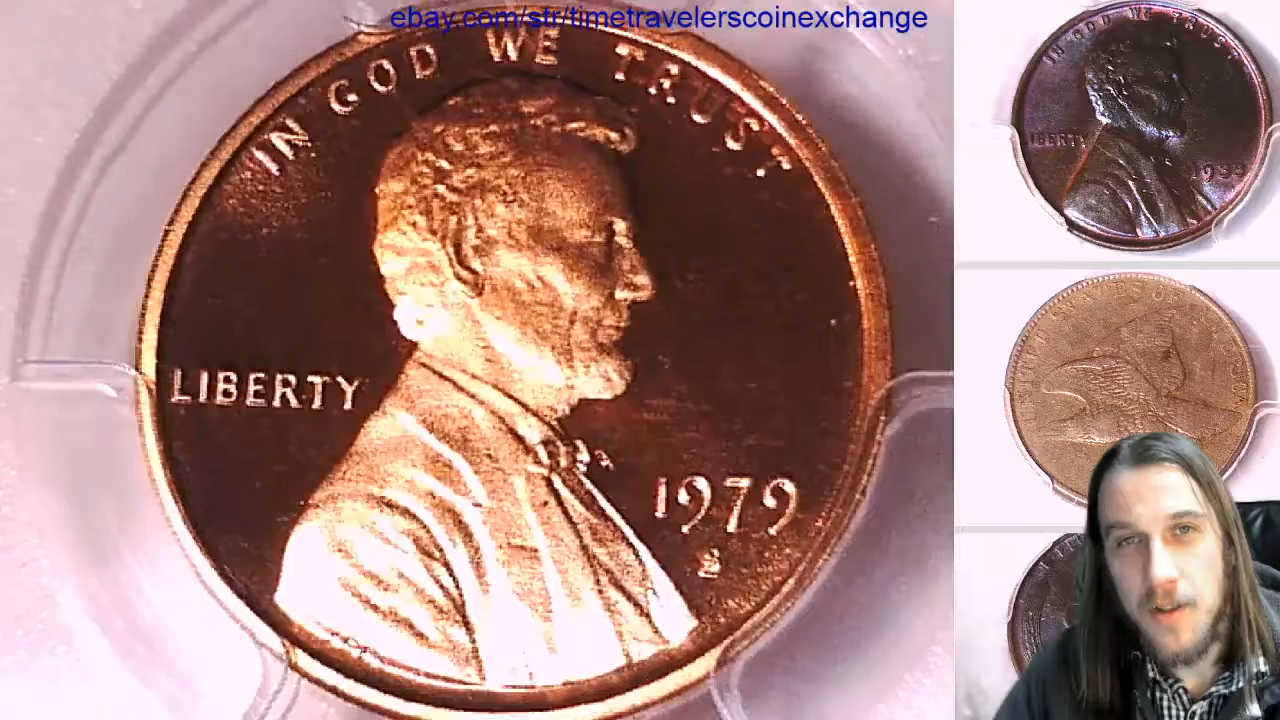 ebay.com/str/timetravelerscoinexchange
IN GOD WE TRUST
LIBERTY
1979
S
IN GOD WE TRUST
LIBERTY